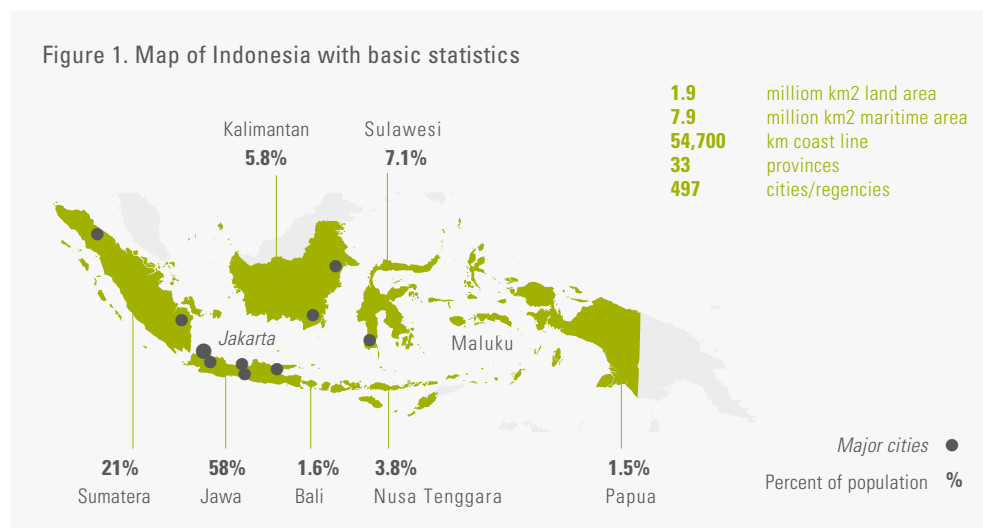 Figure 1. Map of Indonesia with basic statistics
1.9 milliom km2 land area
7.9 million km2 maritime area
54,700 km coast line
33 provinces
497 cities/regencies
Kalimantan
5.8%
Sulawesi
7.1%
Jakarta
Maluku
21%
Sumatera
58%
Jawa
1.6%
Bali
3.8%
Nusa Tenggara
1.5%
Papua
Major cities
Percent of population %